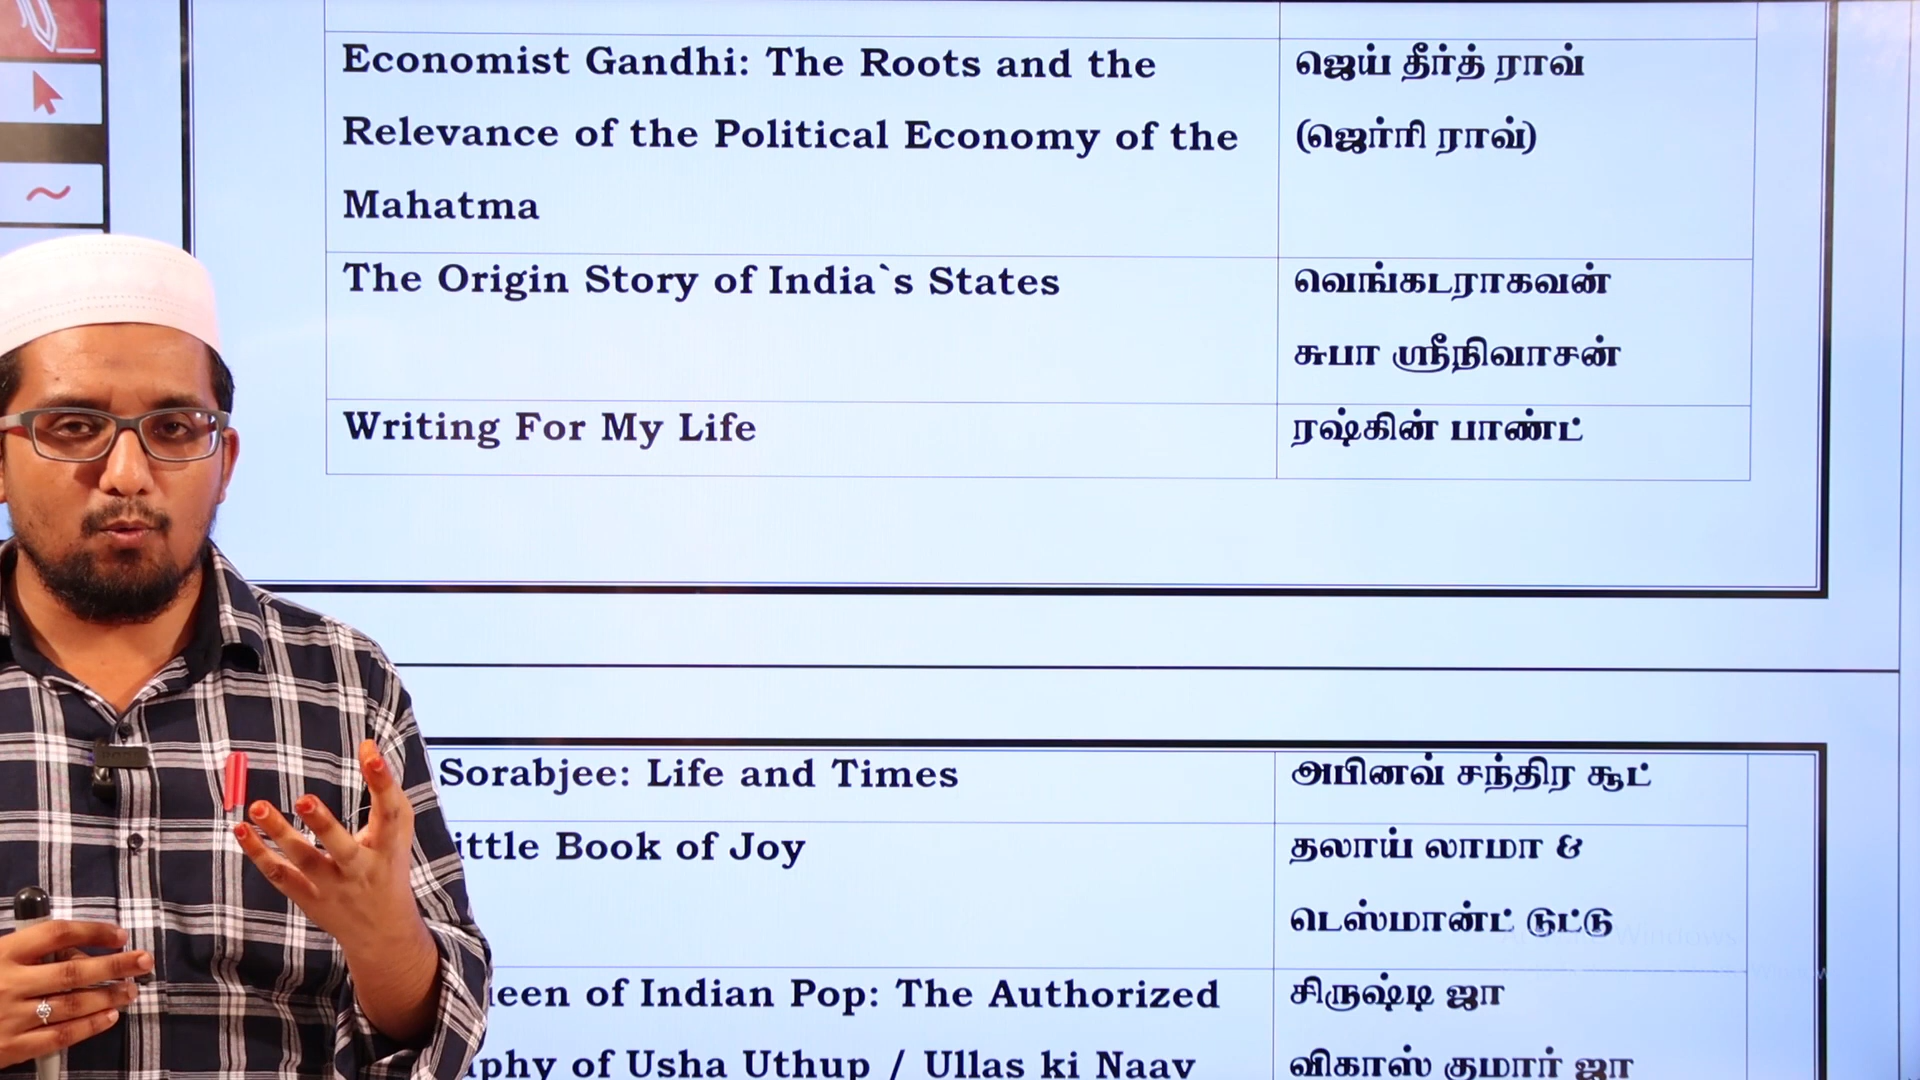 Economist Gandhi: The Roots and the
Relevance of the Political Economy of the
Mahatma
ஜெய் தீர்த் ராவ்
(ஜெர்ரி ராவ்)
The Origin Story of India`s States
வெங்கடராகவன்
சுபா ஸ்ரீநிவாசன்
Writing For My Life
ரஷ்கின் பாண்ட்
Sorabjee: Life and Times
அபினவ் சந்திர சூட்
ittle Book of Joy
தலாய் லாமா &
டெஸ்மான்ட் டுட்டு
een of Indian Pop: The Authorized
phy of Usha Uthup / Ullas ki Naav
சிருஷ்டி ஜா
விகாஸ் குமார் ஜா